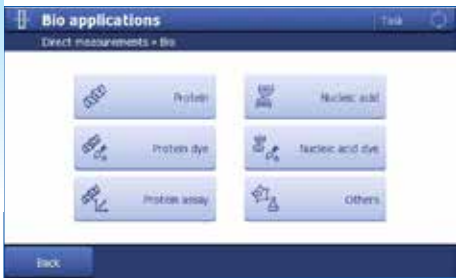 Bio applications
Task
Direct measurements > Bio
Protein
Nucleic acid
Protein dye
Nucleic acid dye
Protein assay
Others
Back